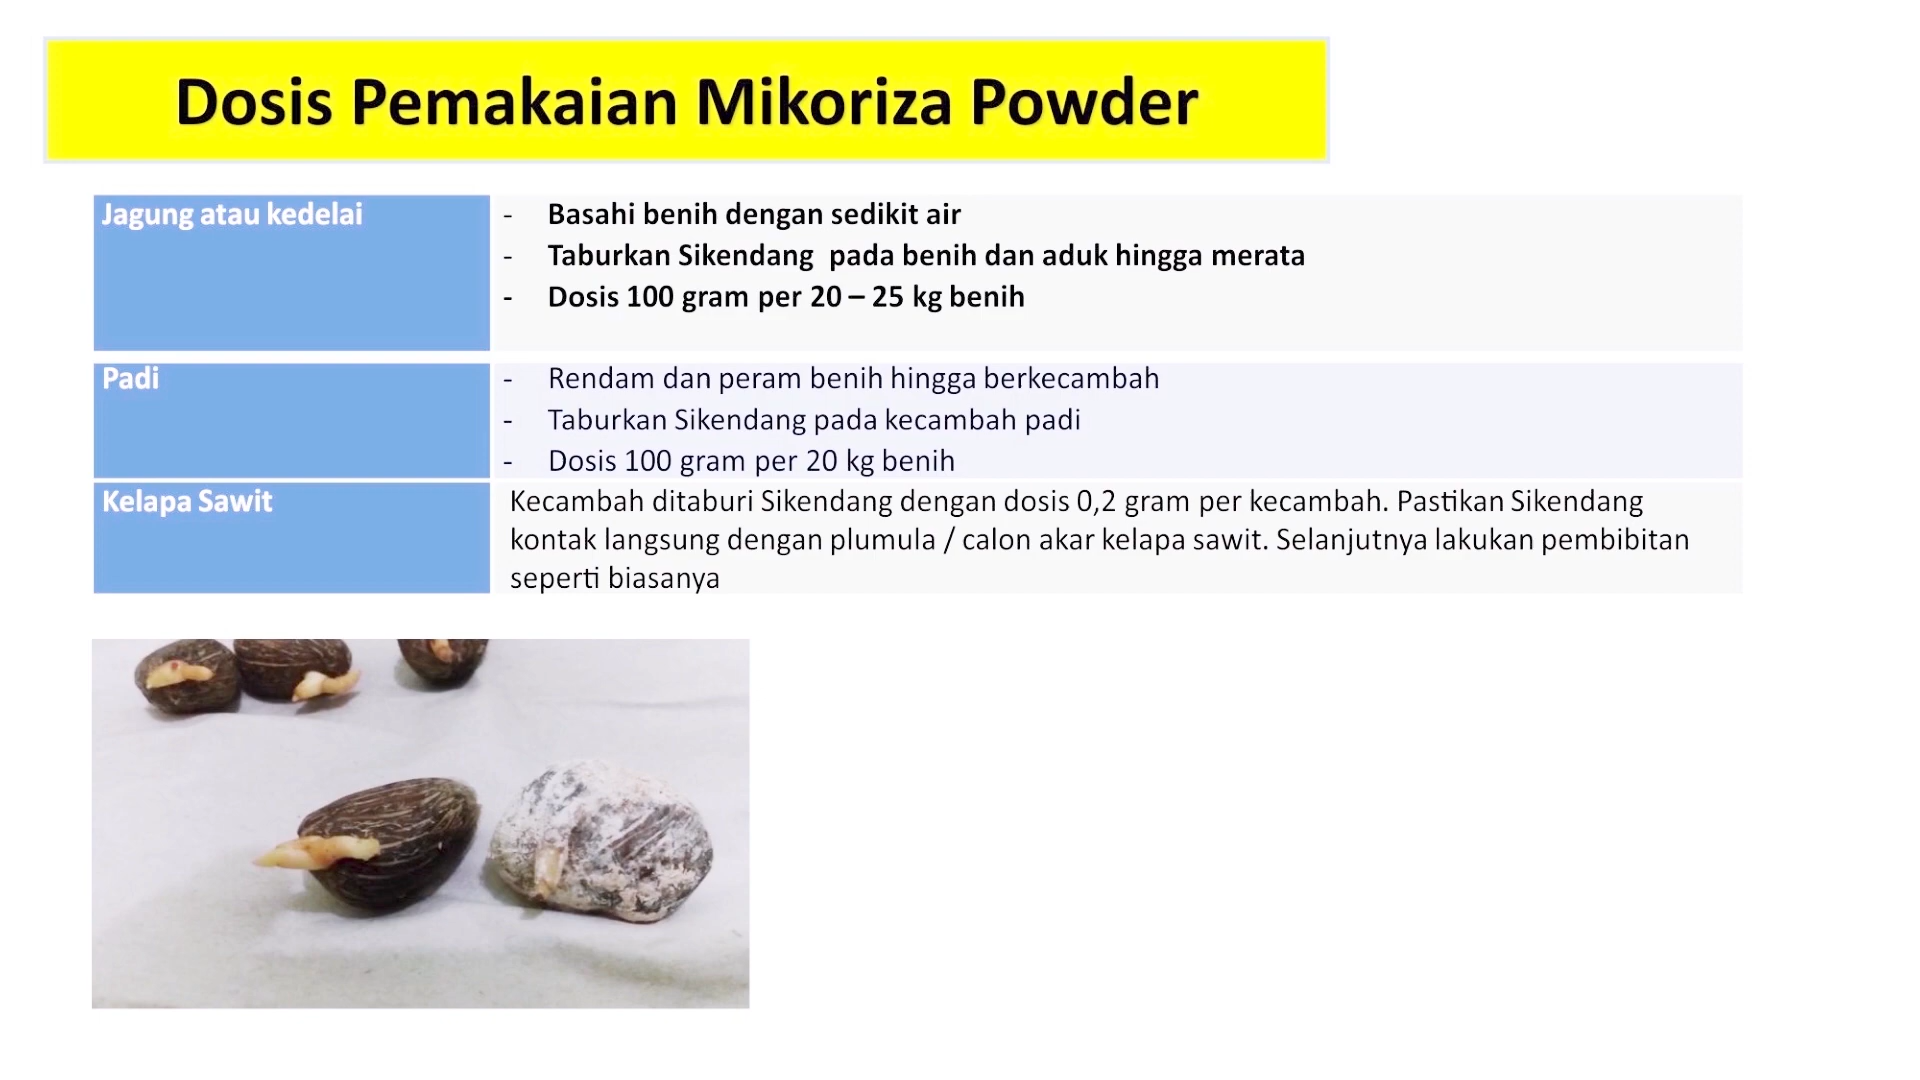 Dosis Pemakaian Mikoriza Powder
Jagung atau kedelai
- Basahi benih dengan sedikit air
- Taburkan Sikendang  pada benih dan aduk hingga merata
- Dosis 100 gram per 20 – 25 kg benih
Padi
- Rendam dan peram benih hingga berkecambah
- Taburkan Sikendang pada kecambah padi
- Dosis 100 gram per 20 kg benih
Kelapa Sawit
Kecambah ditaburi Sikendang dengan dosis 0,2 gram per kecambah. Pastikan Sikendang
kontak langsung dengan plumula / calon akar kelapa sawit. Selanjutnya lakukan pembibitan
seperti biasanya